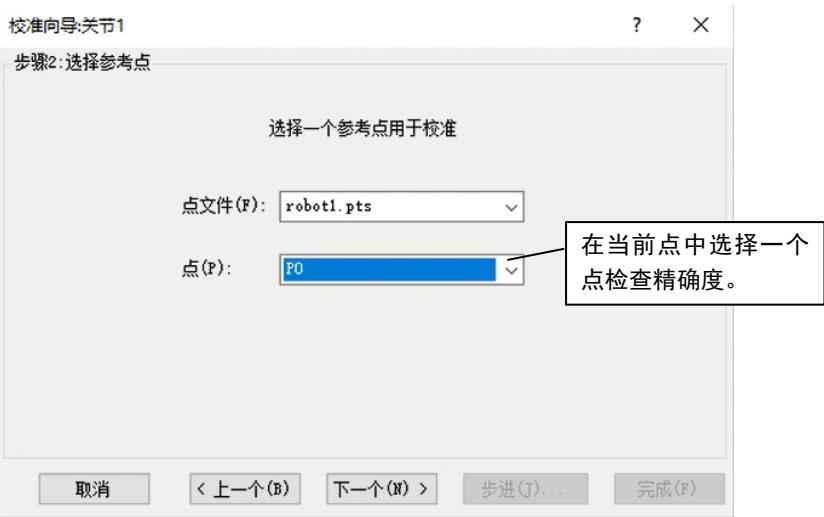 校准向导:关节1
?
步骤2:选择参考点
选择一个参考点用于校准
点文件(F): robot1.pts
点(P): P0
在当前点中选择一个
点检查精确度。
取消 < 上一个(B) 下一个(N) > 步进(J)... 完成(F)